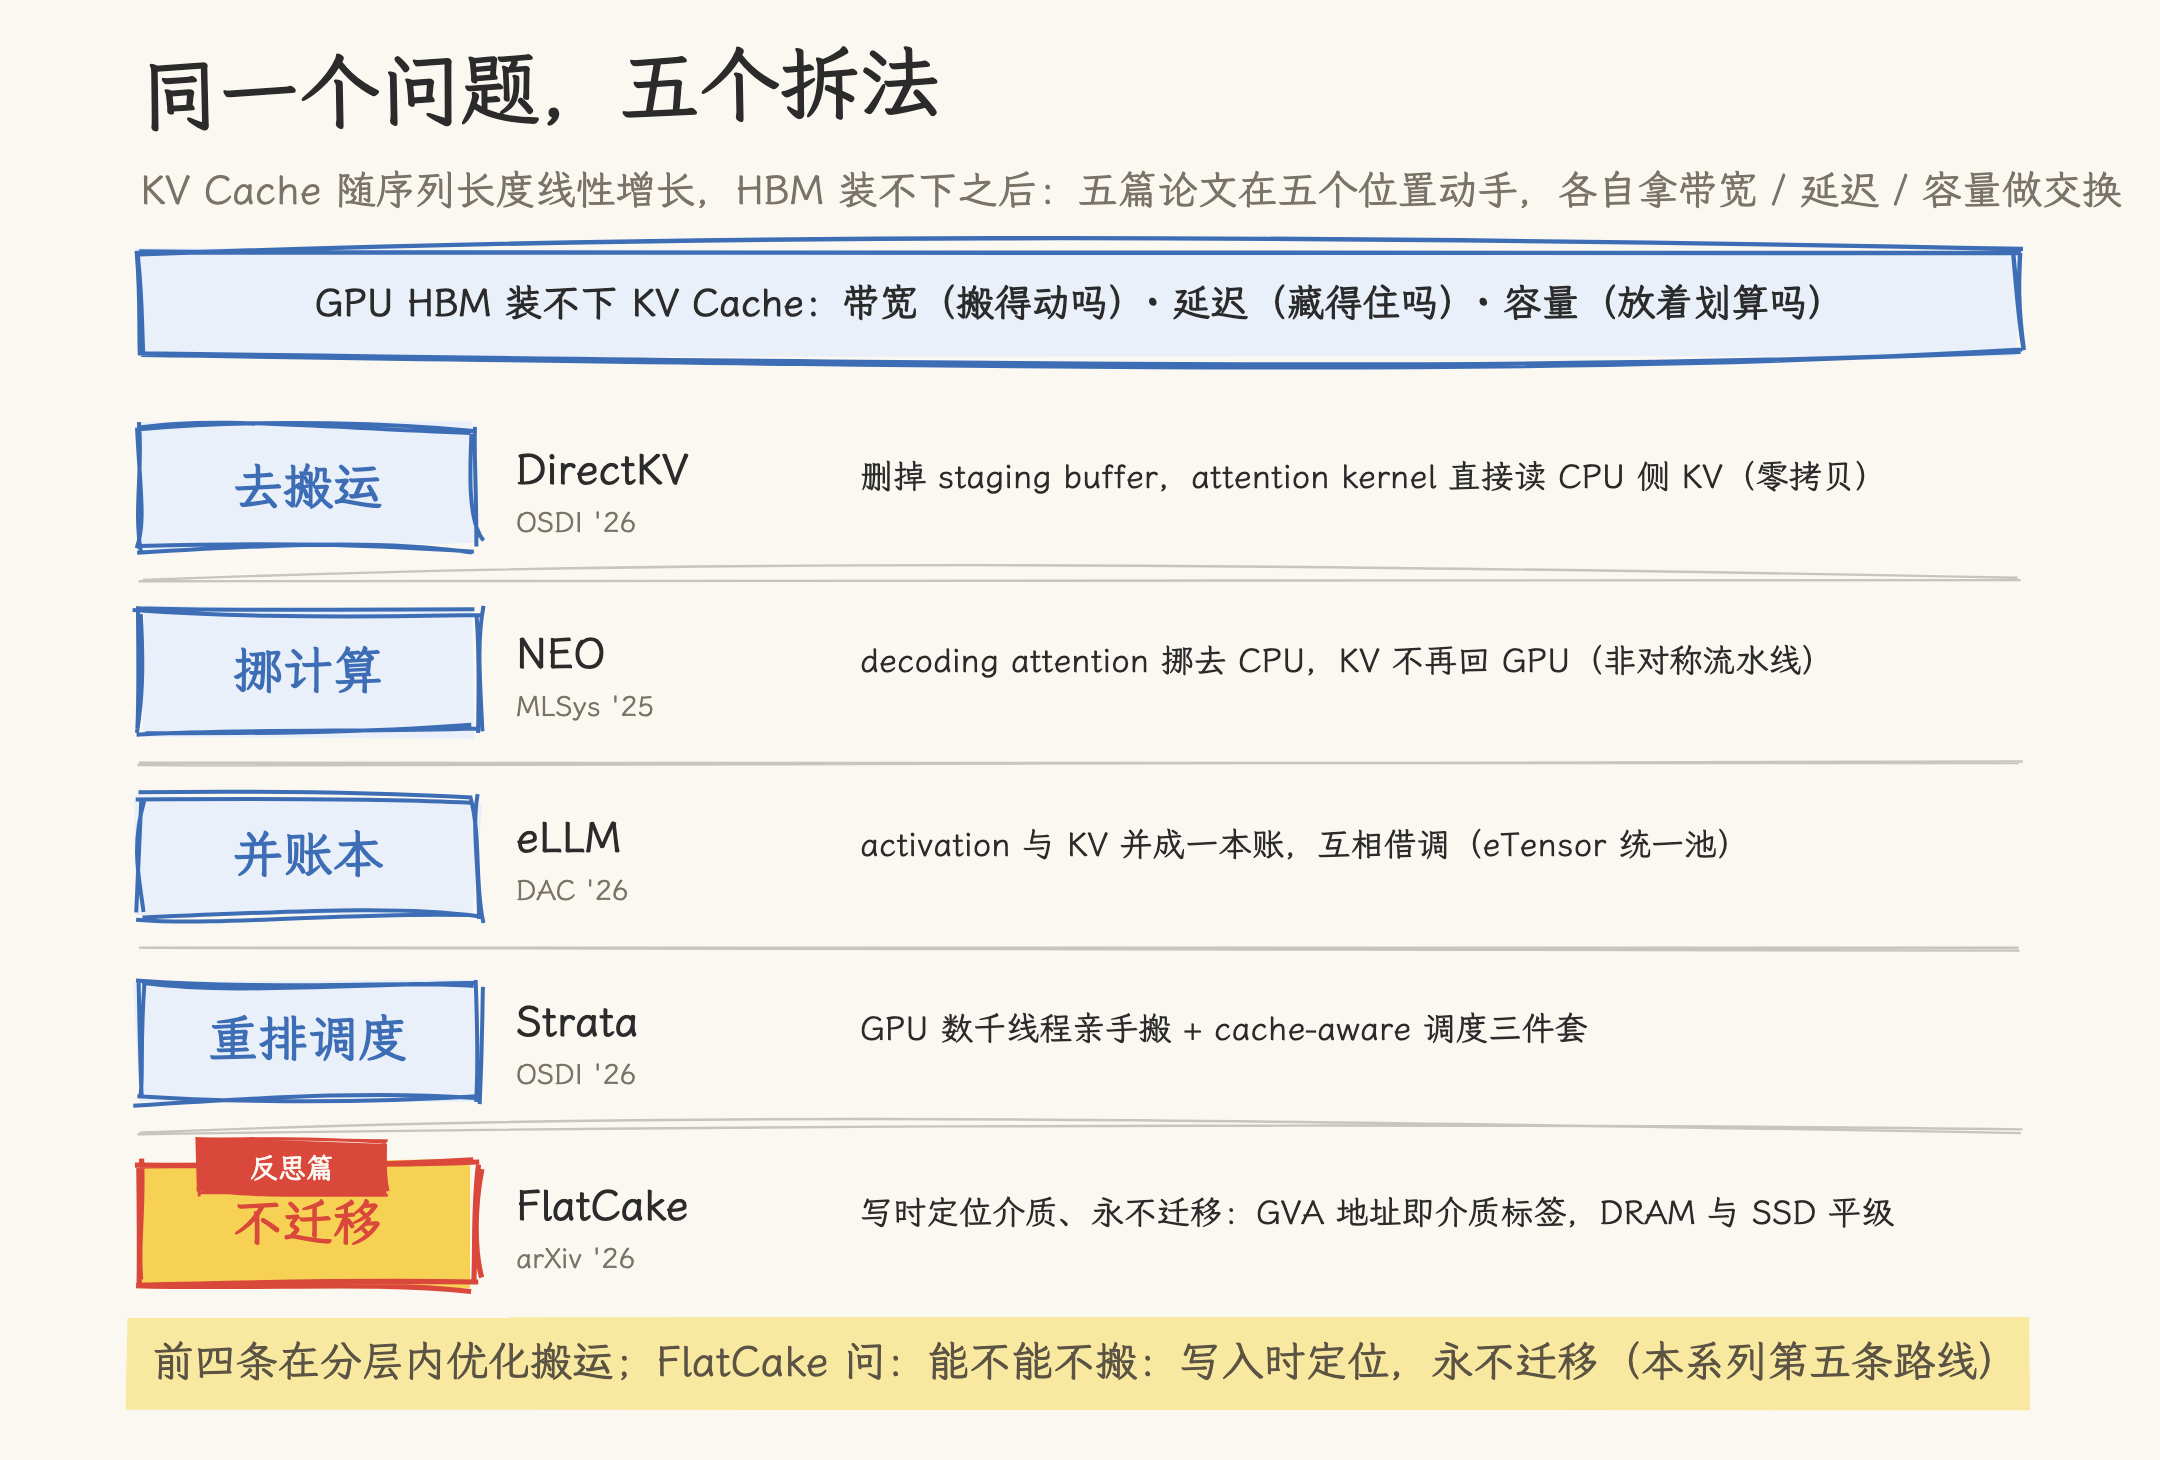 同一个问题，五个拆法
KV Cache 随序列长度线性增长，HBM 装不下之后：五篇论文在五个位置动手，各自拿带宽 / 延迟 / 容量做交换
GPU HBM 装不下 KV Cache：带宽（搬得动吗）· 延迟（藏得住吗）· 容量（放着划算吗）
去搬运
DirectKV
OSDI '26
删掉 staging buffer，attention kernel 直接读 CPU 侧 KV（零拷贝）
挪计算
NEO
MLSys '25
decoding attention 挪去 CPU，KV 不再回 GPU（非对称流水线）
并账本
eLLM
DAC '26
activation 与 KV 并成一本账，互相借调（eTensor 统一池）
重排调度
Strata
OSDI '26
GPU 数千线程亲手搬 + cache-aware 调度三件套
反思篇
不迁移
FlatCake
arXiv '26
写时定位介质、永不迁移：GVA 地址即介质标签，DRAM 与 SSD 平级
前四条在分层内优化搬运；FlatCake 问：能不能不搬：写入时定位，永不迁移（本系列第五条路线）